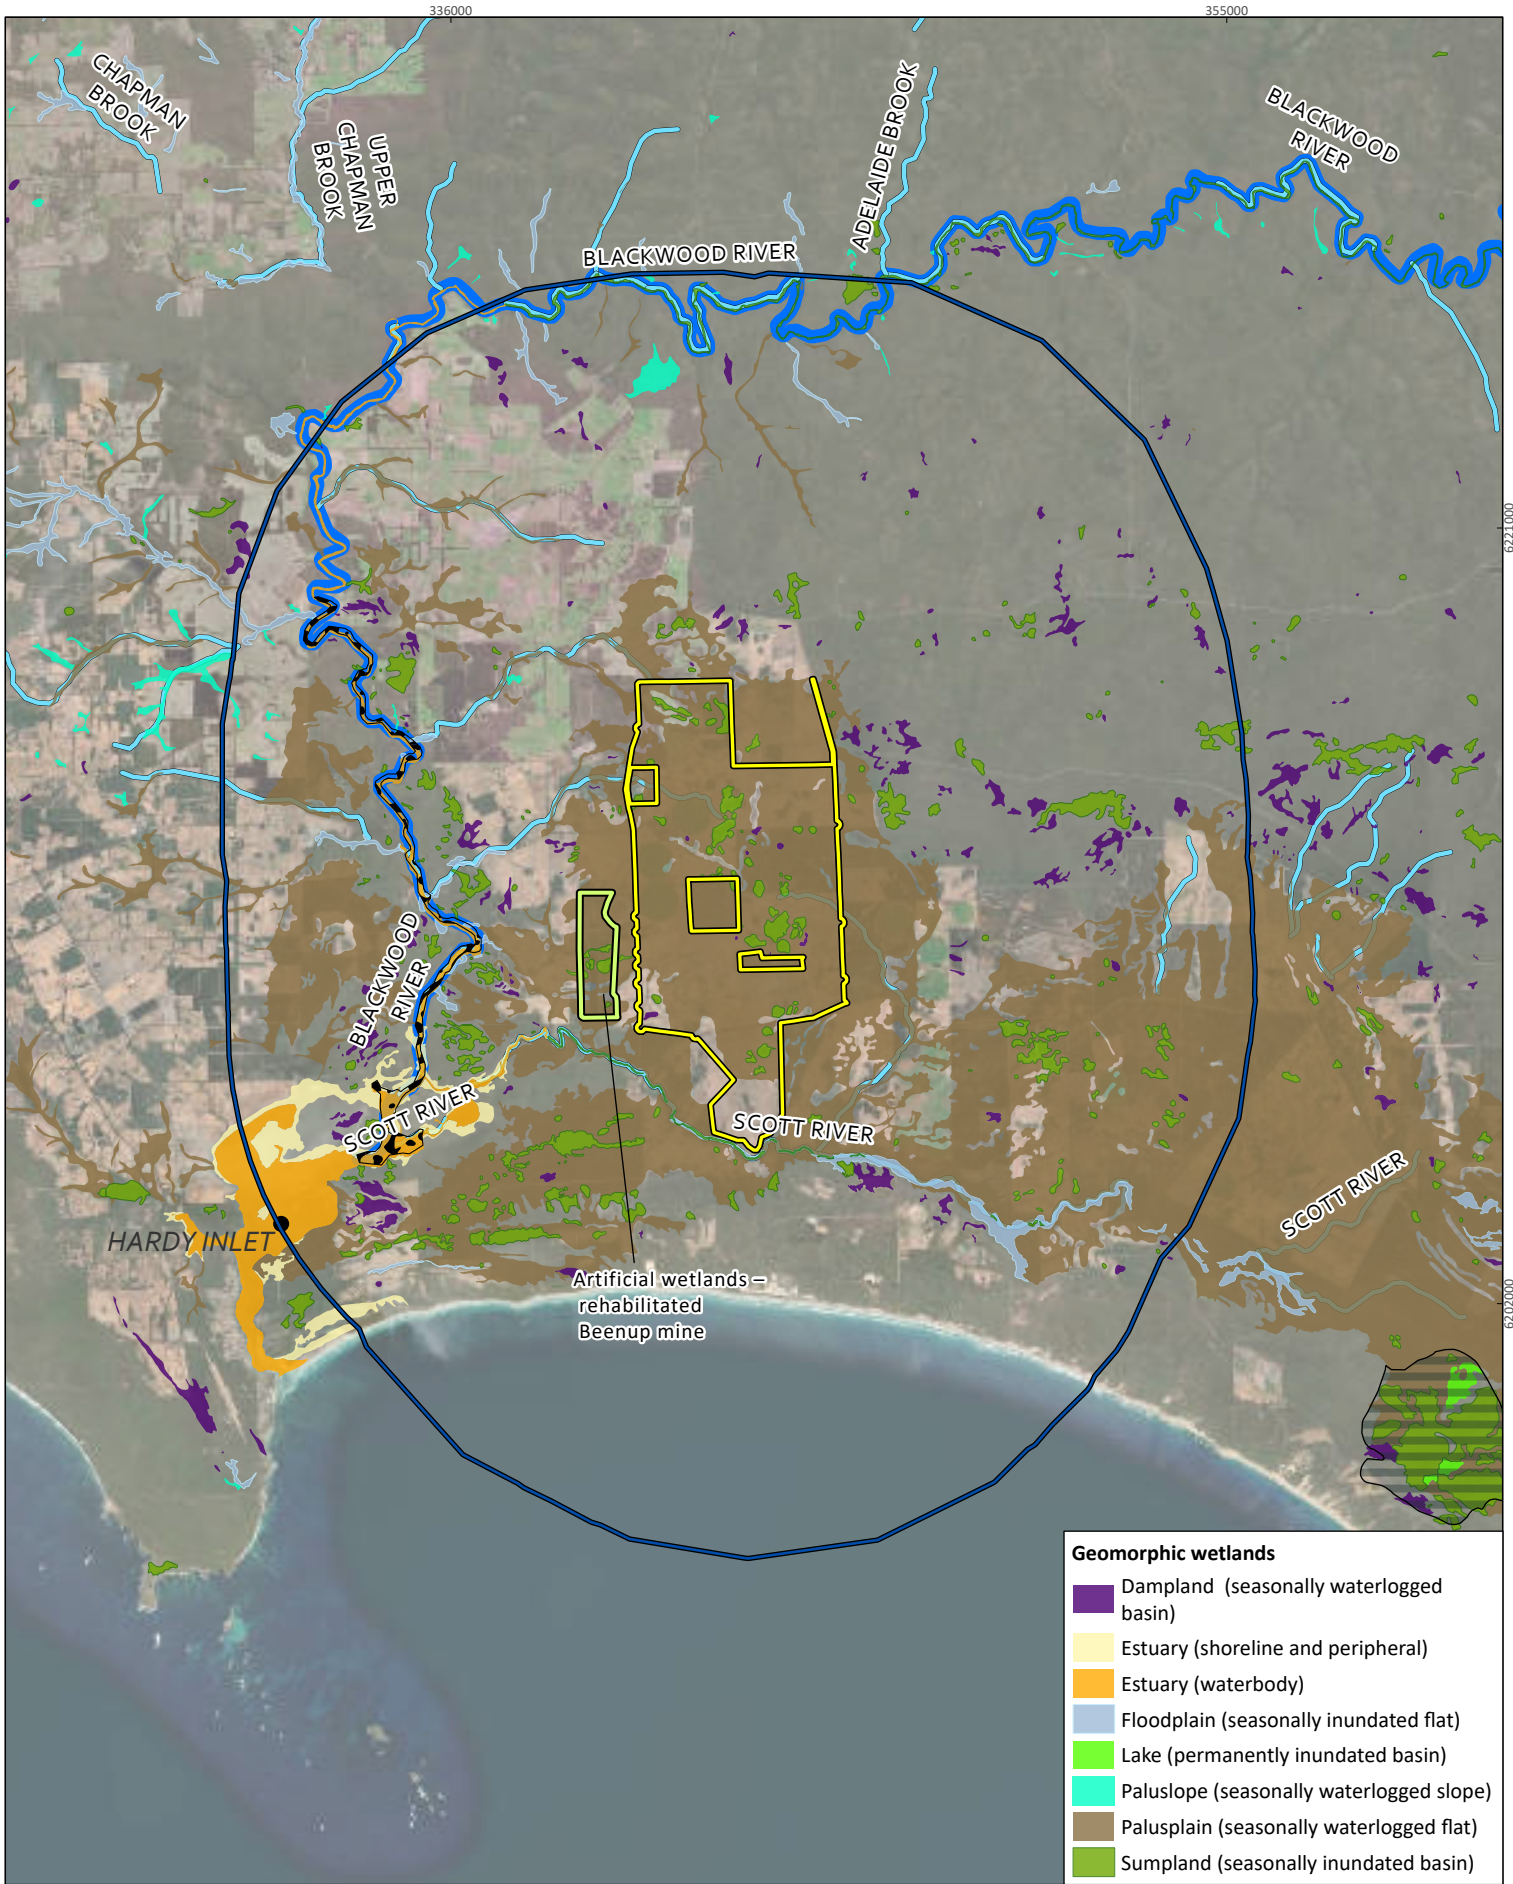 336000
355000
CHAPMAN
BROOK
UPPER
CHAPMAN
BROOK
ADELAIDE BROOK
BLACKWOOD
RIVER
BLACKWOOD RIVER
6221000
BLACKWOOD
RIVER
SCOTT RIVER
SCOTT RIVER
SCOTT RIVER
HARDY INLET
Artificial wetlands –
rehabilitated
Beenup mine
6202000
Geomorphic wetlands
Dampland (seasonally waterlogged
basin)
Estuary (shoreline and peripheral)
Estuary (waterbody)
Floodplain (seasonally inundated flat)
Lake (permanently inundated basin)
Paluslope (seasonally waterlogged slope)
Palusplain (seasonally waterlogged flat)
Sumpland (seasonally inundated basin)